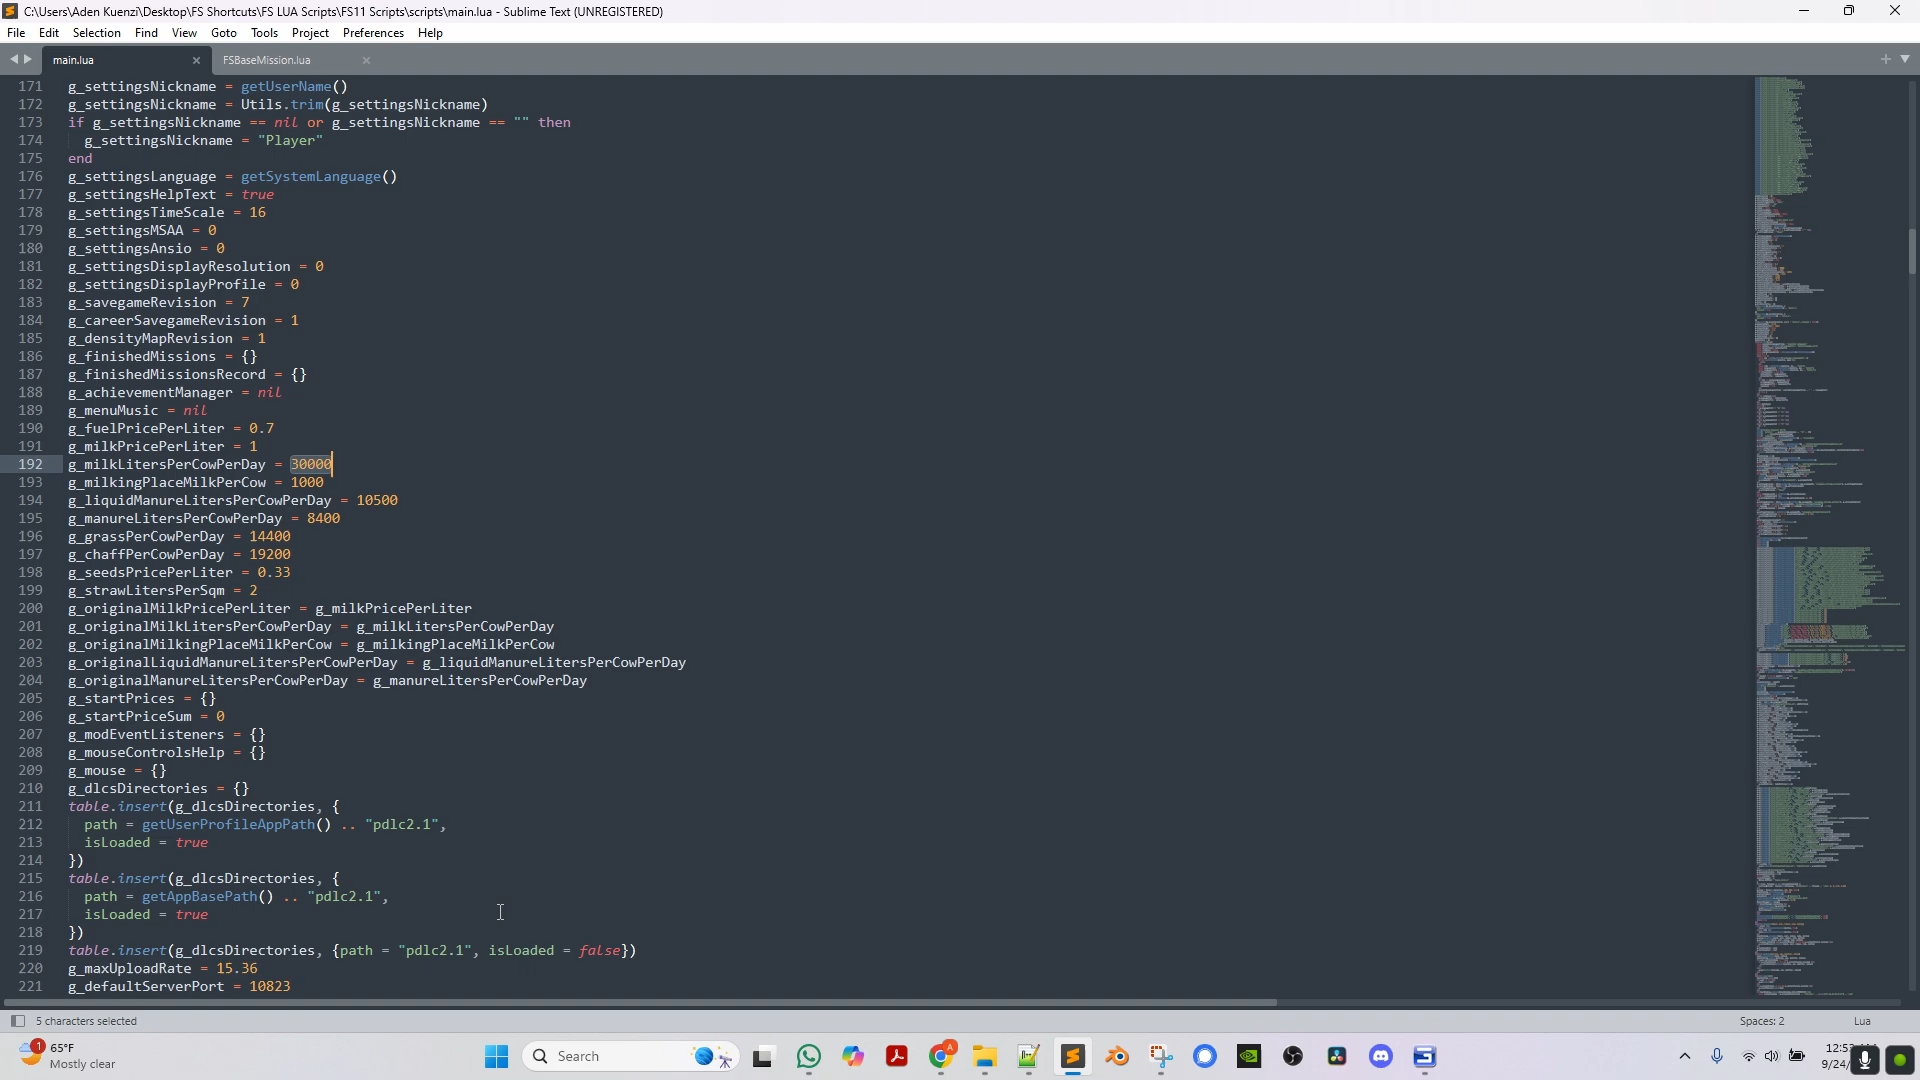 C:\Users\Aden Kuenzi\Desktop\FS Shortcuts\FS LUA Scripts\FS11 Scripts\scripts\main.lua - Sublime Text (UNREGISTERED)
File Edit Selection Find View Goto Tools Project Preferences Help
main.lua FSBaseMission.lua
171 g_settingsNickname = getUserName()
172 g_settingsNickname = Utils.trim(g_settingsNickname)
173 if g_settingsNickname == nil or g_settingsNickname == "" then
174 g_settingsNickname = "Player"
175 end
176 g_settingsLanguage = getSystemLanguage()
177 g_settingsHelpText = true
178 g_settingsTimeScale = 16
179 g_settingsMSAA = 0
180 g_settingsAnsio = 0
181 g_settingsDisplayResolution = 0
182 g_settingsDisplayProfile = 0
183 g_savegameRevision = 7
184 g_careerSavegameRevision = 1
185 g_densityMapRevision = 1
186 g_finishedMissions = {}
187 g_finishedMissionsRecord = {}
188 g_achievementManager = nil
189 g_menuMusic = nil
190 g_fuelPricePerLiter = 0.7
191 g_milkPricePerLiter = 1
192 g_milkLitersPerCowPerDay = 30000
193 g_milkingPlaceMilkPerCow = 1000
194 g_liquidManureLitersPerCowPerDay = 10500
195 g_manureLitersPerCowPerDay = 8400
196 g_grassPerCowPerDay = 14400
197 g_chaffPerCowPerDay = 19200
198 g_seedsPricePerLiter = 0.33
199 g_strawLitersPerSqm = 2
200 g_originalMilkPricePerLiter = g_milkPricePerLiter
201 g_originalMilkLitersPerCowPerDay = g_milkLitersPerCowPerDay
202 g_originalMilkingPlaceMilkPerCow = g_milkingPlaceMilkPerCow
203 g_originalLiquidManureLitersPerCowPerDay = g_liquidManureLitersPerCowPerDay
204 g_originalManureLitersPerCowPerDay = g_manureLitersPerCowPerDay
205 g_startPrices = {}
206 g_startPriceSum = 0
207 g_modEventListeners = {}
208 g_mouseControlsHelp = {}
209 g_mouse = {}
210 g_dlcsDirectories = {}
211 table.insert(g_dlcsDirectories, {
212 path = getUserProfileAppPath() .. "pdlc2.1",
213 isLoaded = true
214 })
215 table.insert(g_dlcsDirectories, {
216 path = getAppBasePath() .. "pdlc2.1",
217 isLoaded = true
218 })
219 table.insert(g_dlcsDirectories, {path = "pdlc2.1", isLoaded = false})
220 g_maxUploadRate = 15.36
221 g_defaultServerPort = 10823
5 characters selected Spaces: 2 Lua
1 65°F
Mostly clear
Search
A
9/24/